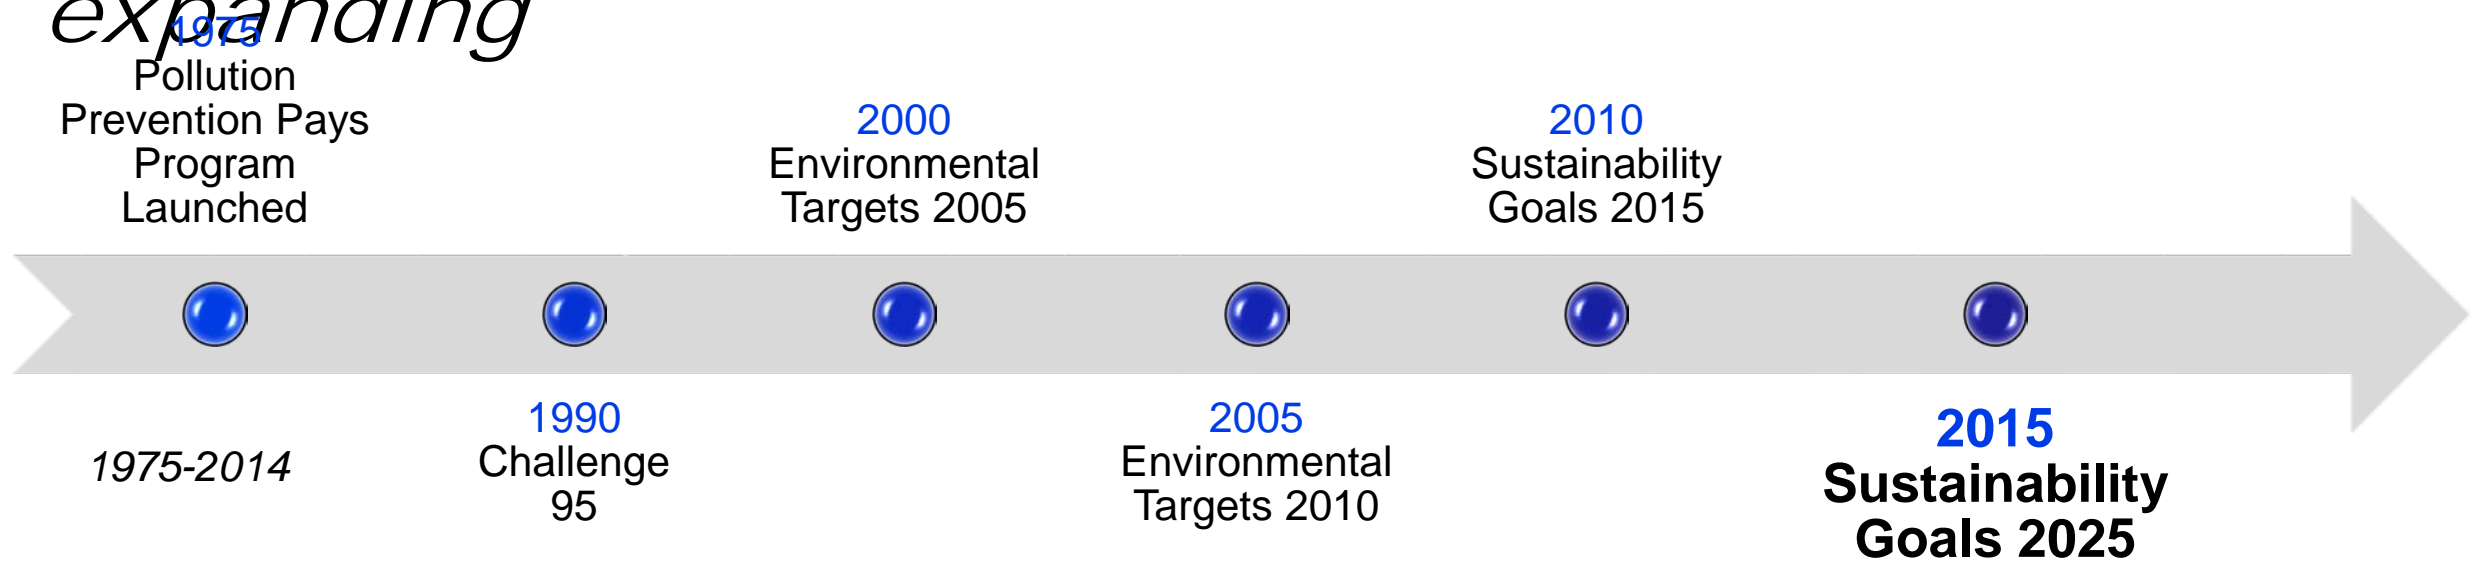 expanding
1975
Pollution
Prevention Pays
Program
Launched
2000
Environmental
Targets 2005
2010
Sustainability
Goals 2015
1975-2014
1990
Challenge
95
2005
Environmental
Targets 2010
2015
Sustainability
Goals 2025